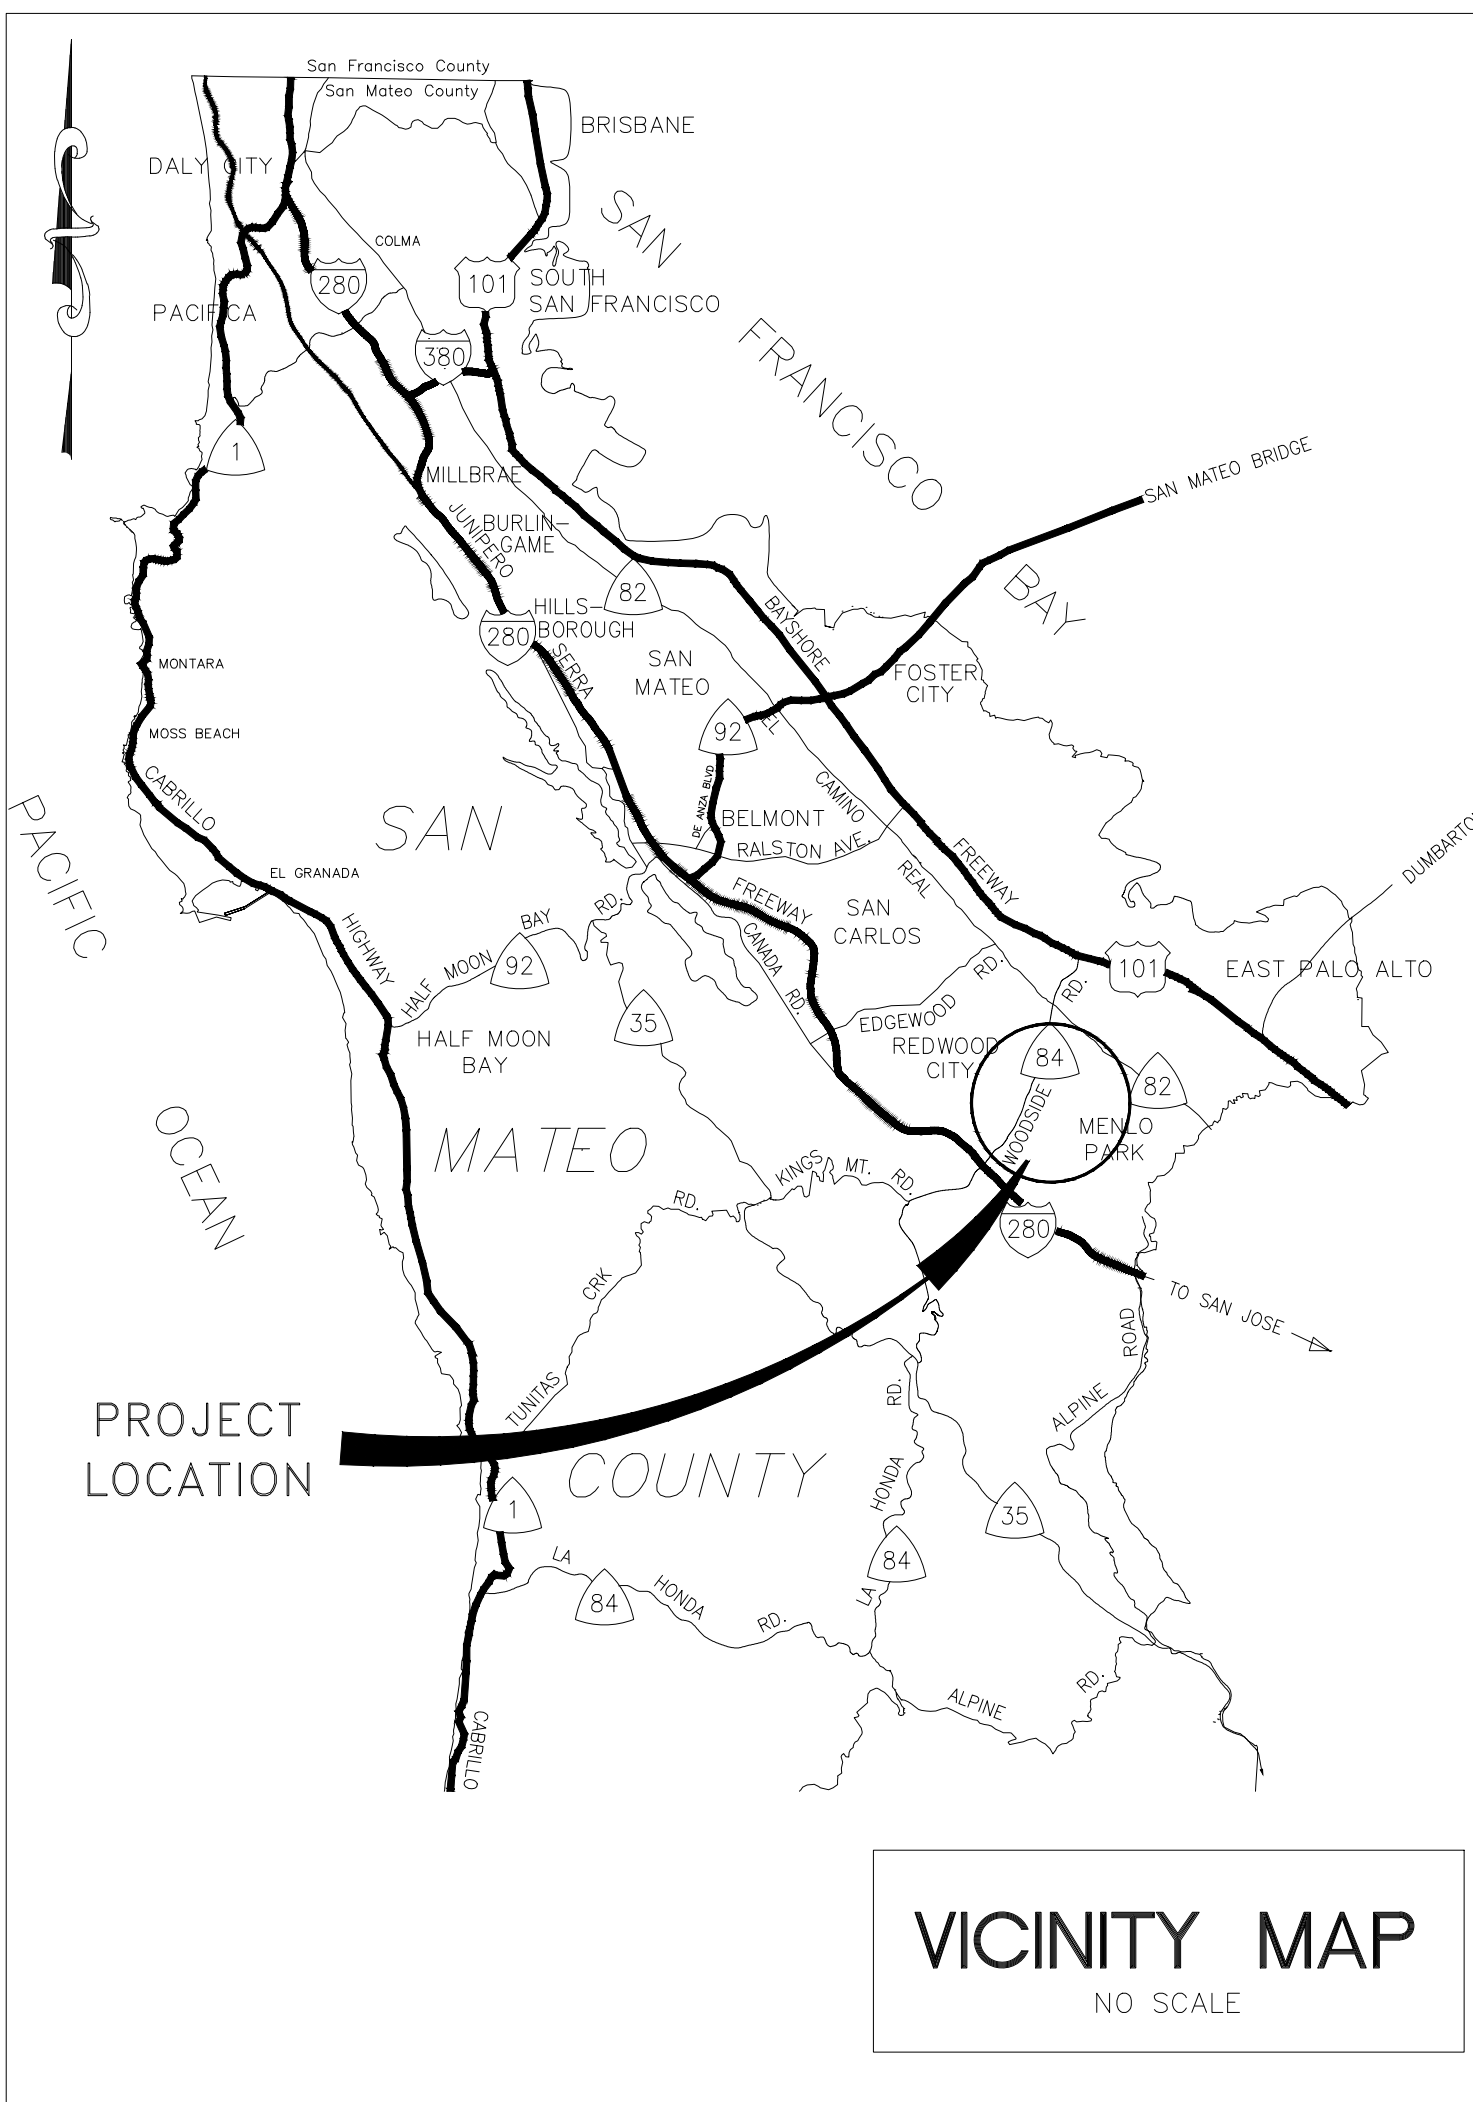 San Francisco County
San Mateo County
BRISBANE
DALY CITY
SAN
COLMA
280
101
SOUTH
SAN FRANCISCO
PACIFICA
380
FRANCISCO
1
MILLBRAE
SAN MATEO BRIDGE
JUNIPERO
BURLIN-
GAME
82
BAY
HILLS-
BOROUGH
280
BAYSHORE
SERRA
MONTARA
SAN
MATEO
FOSTER
CITY
MOSS BEACH
92
EL
CABRILLO
DE ANZA BLVD
CAMINO
PACIFIC
SAN
BELMONT
RALSTON AVE.
DUMBARTO
EL GRANADA
REAL
FREEWAY
FREEWAY
HIGHWAY
BAY
RD.
SAN
CARLOS
HALF MOON
92
CANADA
RD.
RD.
101
EAST PALO ALTO
RD.
35
EDGEWOOD
HALF MOON
BAY
REDWOOD
CITY
84
82
OCEAN
MATEO
WOODSIDE
MENLO
PARK
KINGS
MT.
RD.
RD.
280
CRK
TO SAN JOSE
ROAD
TUNITAS
RD.
ALPINE
PROJECT
LOCATION
COUNTY
HONDA
1
35
LA
84
LA
84
HONDA
RD.
RD.
ALPINE
CABRILLO
VICINITY MAP
NO SCALE